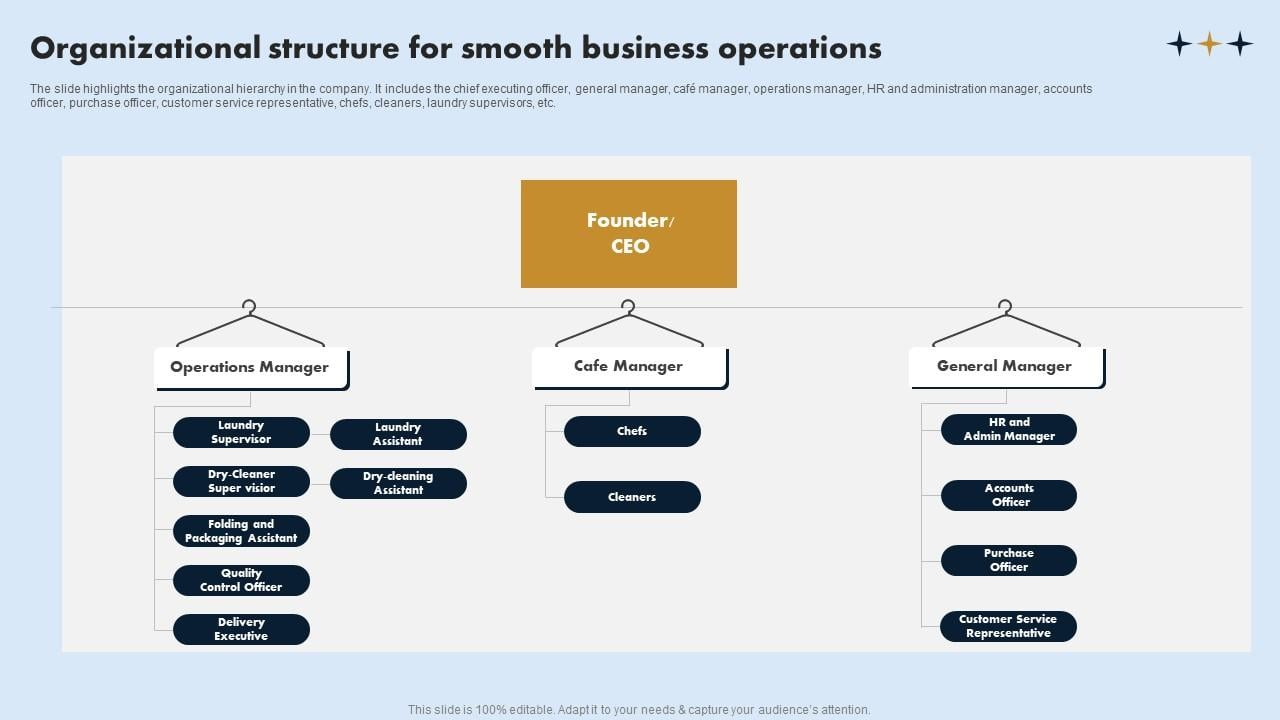 Organizational structure for smooth business operations
The slide highlights the organizational hierarchy in the company. It includes the chief executing officer, general manager, café manager, operations manager, HR and administration manager, accounts
officer, purchase officer, customer service representative, chefs, cleaners, laundry supervisors, etc.
Founder/
CEO
Operations Manager
Laundry
Supervisor
Laundry
Assistant
Dry-Cleaner
Super visior
Dry-cleaning
Assistant
Folding and
Packaging Assistant
Quality
Control Officer
Delivery
Executive
Cafe Manager
Chefs
Cleaners
General Manager
HR and
Admin Manager
Accounts
Officer
Purchase
Officer
Customer Service
Representative
This slide is 100% editable. Adapt it to your needs & capture your audience's attention.